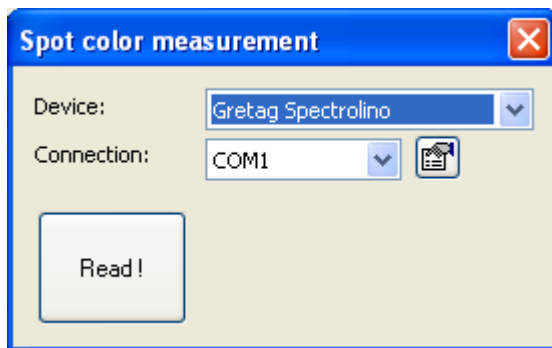 Spot color measurement
Device: Gretag Spectrolino
Connection: COM1
Read!